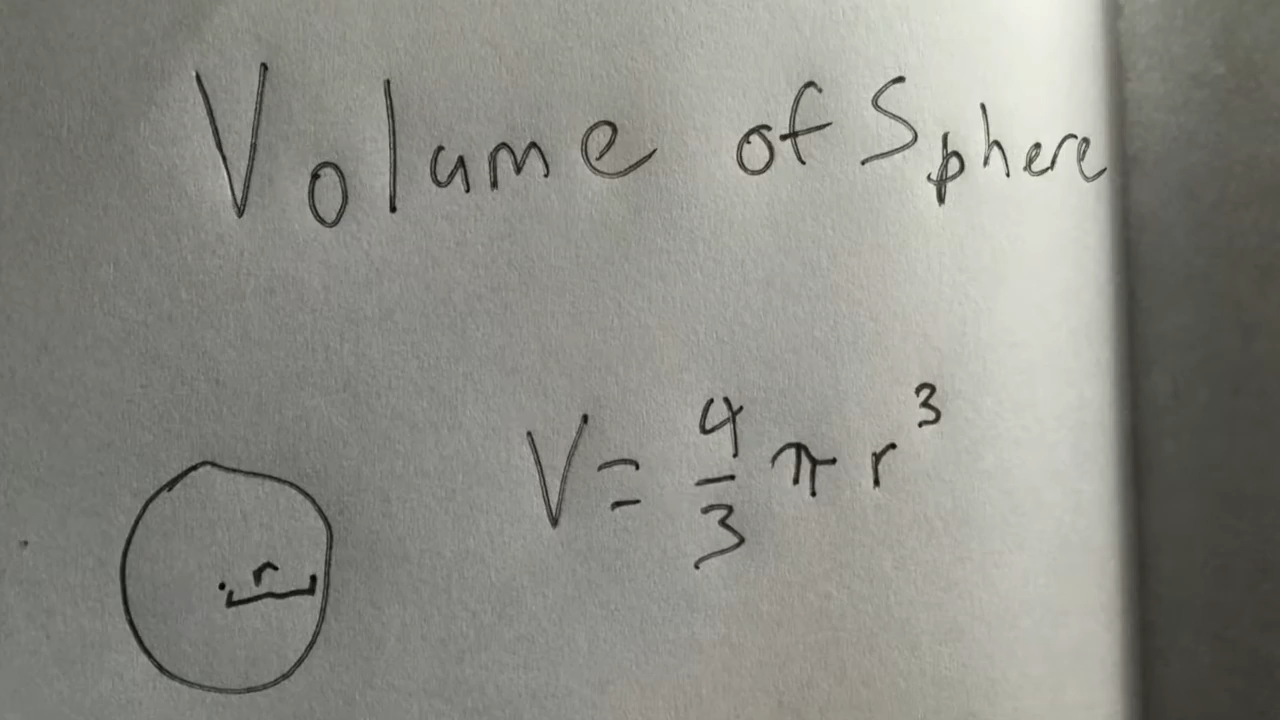 Volume of Sphere
V = 4/3 π r³
r